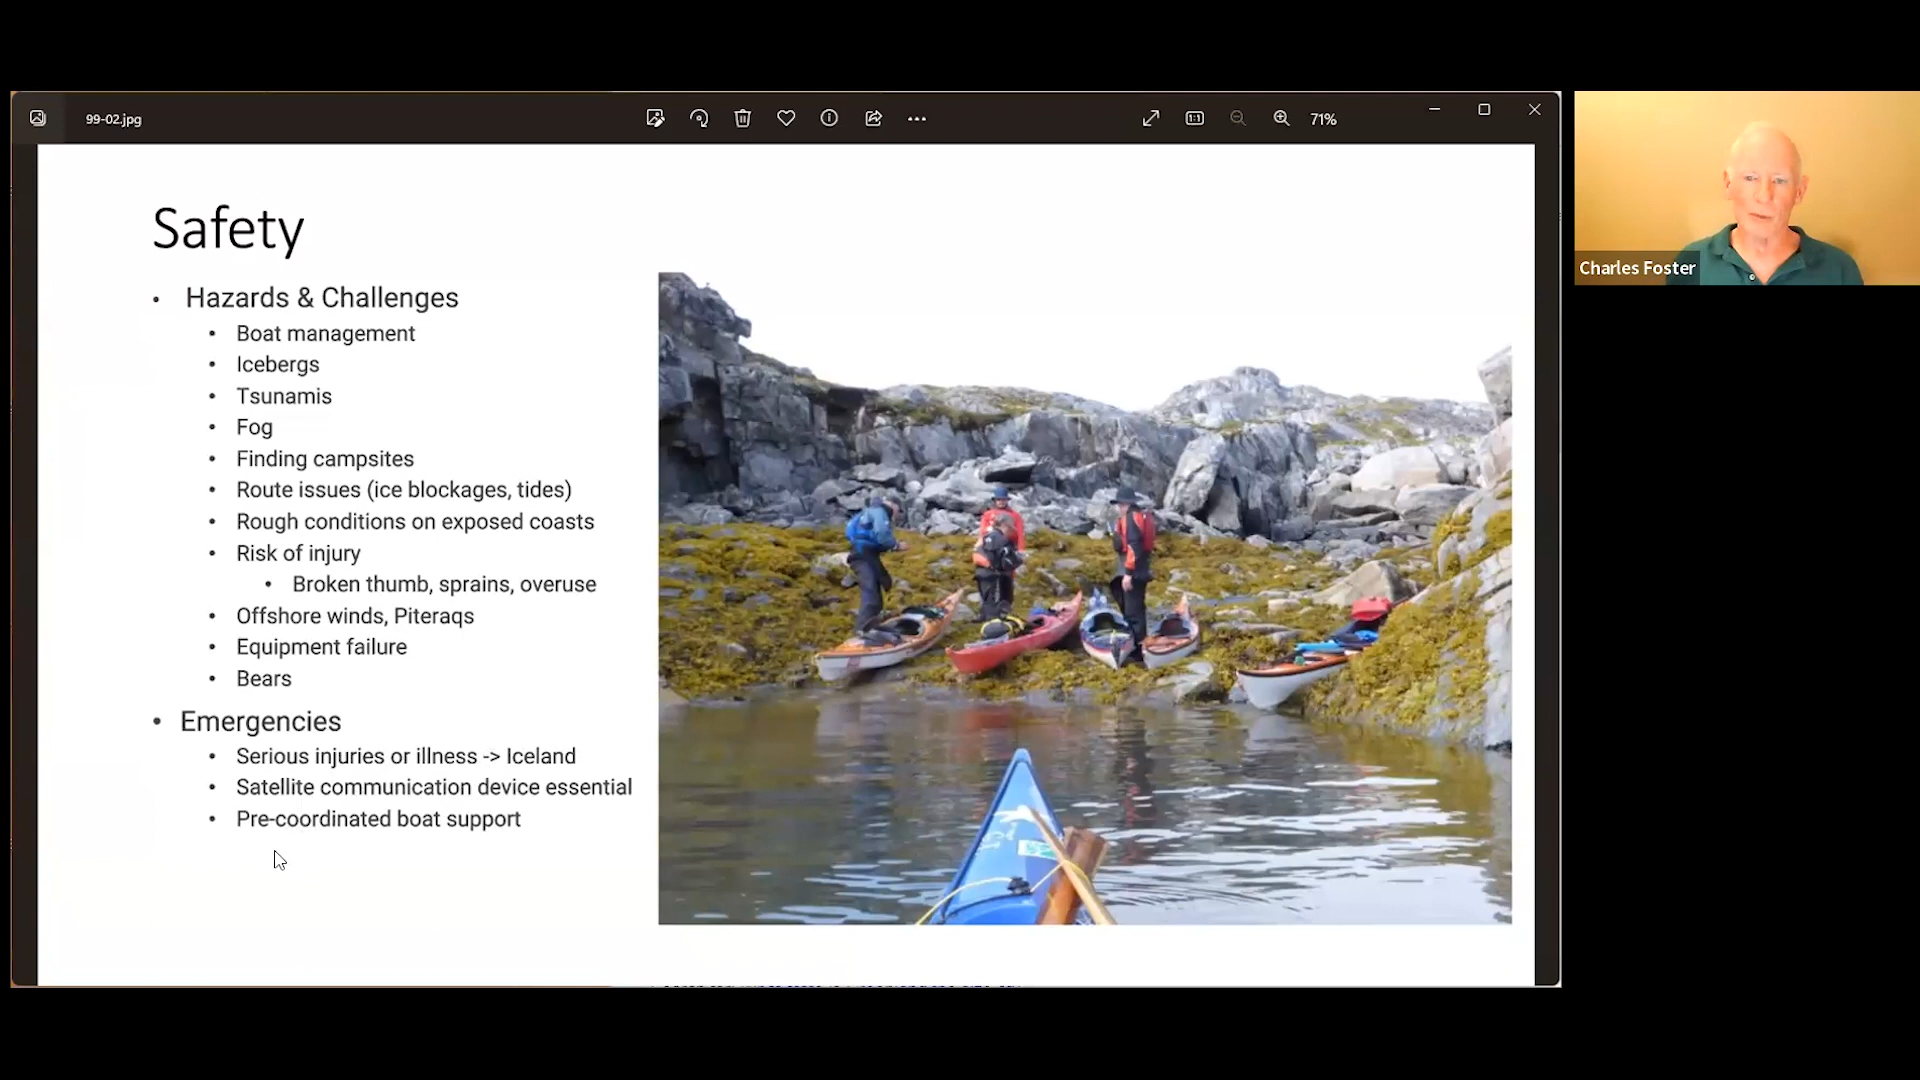 99-02.jpg
1:1
71%
Safety
• Hazards & Challenges
• Boat management
• Icebergs
• Tsunamis
• Fog
• Finding campsites
• Route issues (ice blockages, tides)
• Rough conditions on exposed coasts
• Risk of injury
• Broken thumb, sprains, overuse
• Offshore winds, Piteraqs
• Equipment failure
• Bears
• Emergencies
• Serious injuries or illness -> Iceland
• Satellite communication device essential
• Pre-coordinated boat support
Charles Foster